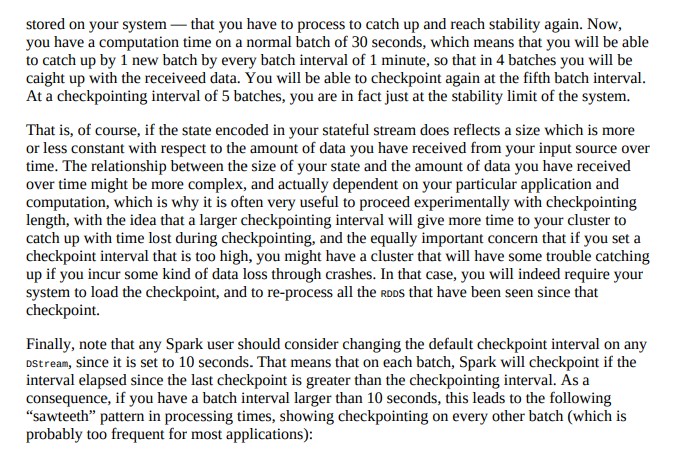 stored on your system — that you have to process to catch up and reach stability again. Now,
you have a computation time on a normal batch of 30 seconds, which means that you will be able
to catch up by 1 new batch by every batch interval of 1 minute, so that in 4 batches you will be
caight up with the receiveed data. You will be able to checkpoint again at the fifth batch interval.
At a checkpointing interval of 5 batches, you are in fact just at the stability limit of the system.
That is, of course, if the state encoded in your stateful stream does reflects a size which is more
or less constant with respect to the amount of data you have received from your input source over
time. The relationship between the size of your state and the amount of data you have received
over time might be more complex, and actually dependent on your particular application and
computation, which is why it is often very useful to proceed experimentally with checkpointing
length, with the idea that a larger checkpointing interval will give more time to your cluster to
catch up with time lost during checkpointing, and the equally important concern that if you set a
checkpoint interval that is too high, you might have a cluster that will have some trouble catching
up if you incur some kind of data loss through crashes. In that case, you will indeed require your
system to load the checkpoint, and to re-process all the RDDs that have been seen since that
checkpoint.
Finally, note that any Spark user should consider changing the default checkpoint interval on any
DStream, since it is set to 10 seconds. That means that on each batch, Spark will checkpoint if the
interval elapsed since the last checkpoint is greater than the checkpointing interval. As a
consequence, if you have a batch interval larger than 10 seconds, this leads to the following
“sawteeth” pattern in processing times, showing checkpointing on every other batch (which is
probably too frequent for most applications):